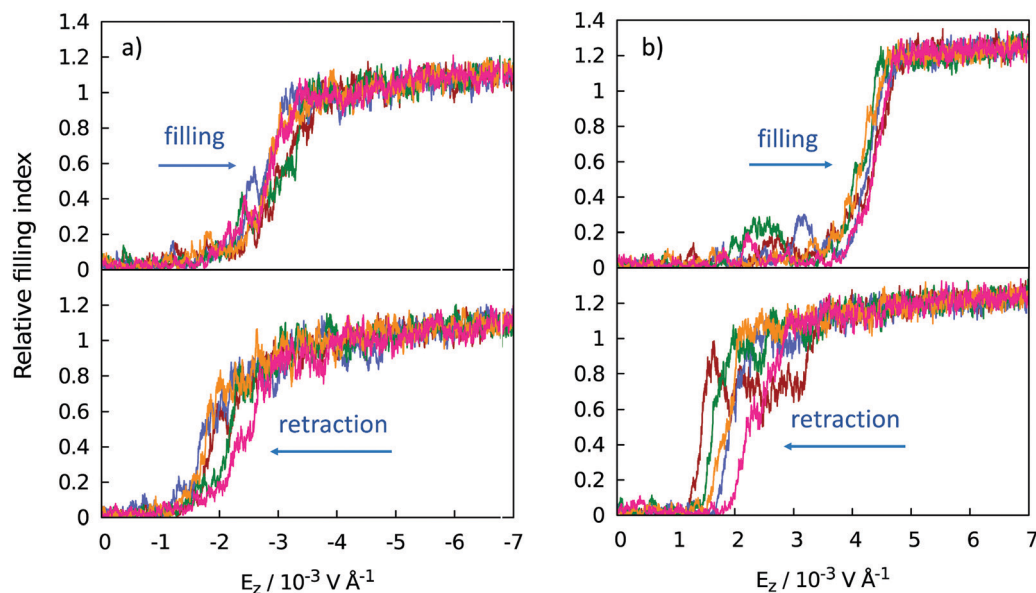 a)
b)
Relative filling index
1.4
1.2
1
0.8
0.6
0.4
0.2
0
filling
1.2
1
0.8
0.6
0.4
0.2
0
retraction
0 -1 -2 -3 -4 -5 -6 -7
E_z / 10⁻³ V Å⁻¹
1.4
1.2
1
0.8
0.6
0.4
0.2
0
filling
1.2
1
0.8
0.6
0.4
0.2
0
retraction
0 1 2 3 4 5 6 7
E_z / 10⁻³ V Å⁻¹